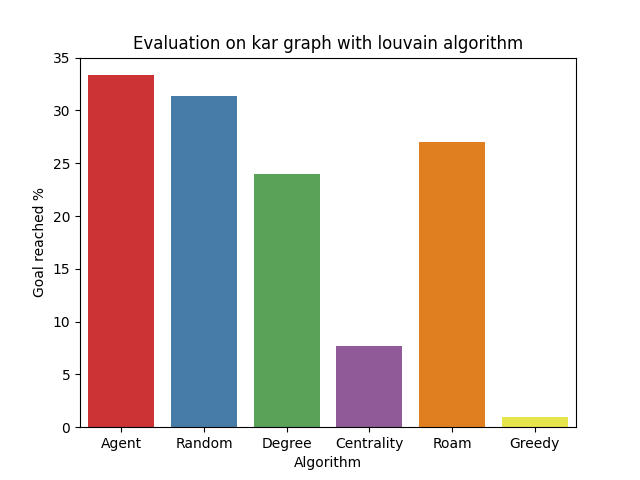 Evaluation on kar graph with louvain algorithm
Goal reached %
35
30
25
20
15
10
5
0
Agent Random Degree Centrality Roam Greedy
Algorithm